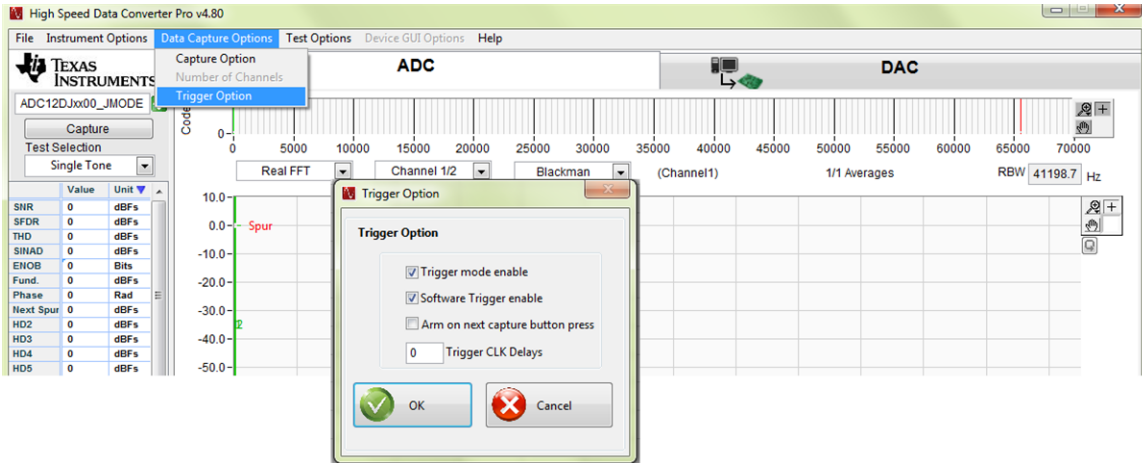 High Speed Data Converter Pro v4.80
File Instrument Options Data Capture Options Test Options Device GUI Options Help
Capture Option
Number of Channels
Trigger Option
TEXAS
INSTRUMENTS
ADC
DAC
ADC12DJxx00_JMODE
Capture
Test Selection
Single Tone
Value Unit
SNR 0 dBFs
SFDR 0 dBFs
THD 0 dBFs
SINAD 0 dBFs
ENOB 0 Bits
Fund. 0 dBFs
Phase 0 Rad
Next Spur 0 dBFs
HD2 0 dBFs
HD3 0 dBFs
HD4 0 dBFs
HD5 0 dBFs
Code
0
0 5000 10000 15000 20000 25000 30000 35000 40000 45000 50000 55000 60000 65000 70000
Real FFT Channel 1/2 Blackman (Channel1) 1/1 Averages RBW 41198.7 Hz
10.0
0.0
-10.0
-20.0
-30.0
-40.0
-50.0
Spur
Trigger Option
Trigger Option
Trigger mode enable
Software Trigger enable
Arm on next capture button press
0 Trigger CLK Delays
OK Cancel